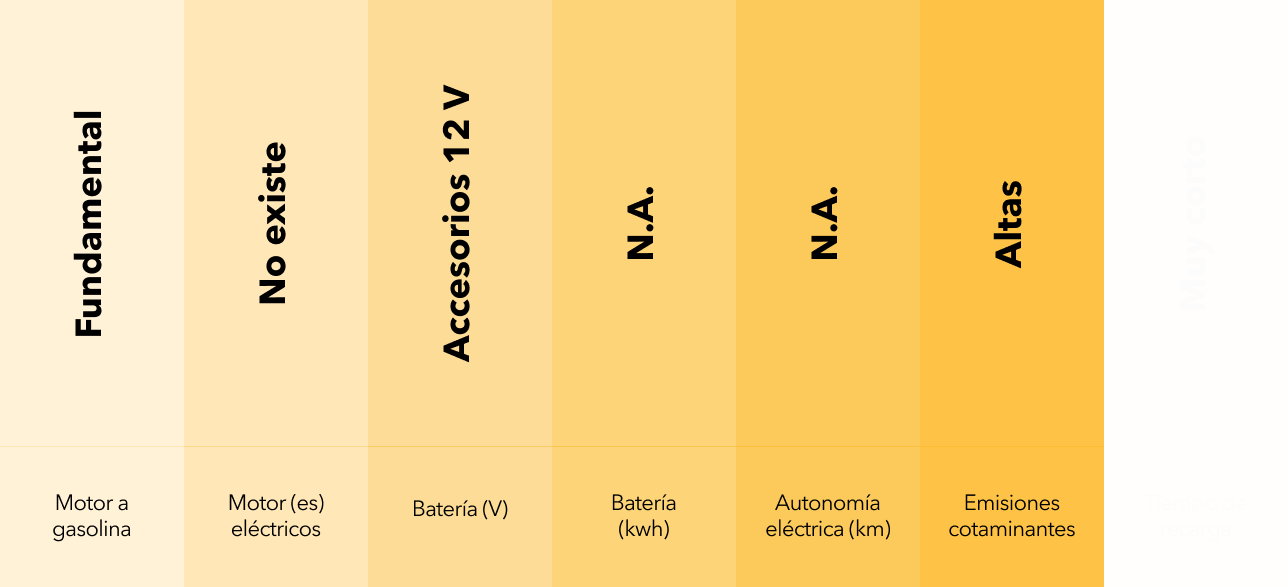 Fundamental
No existe
Accesorios 12 V
N.A.
N.A.
Altas
Muy corto
Motor a
gasolina
Motor (es)
eléctricos
Batería (V)
Batería
(kwh)
Autonomía
eléctrica (km)
Emisiones
cotaminantes